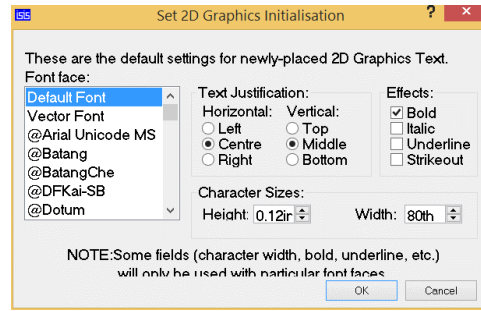 ISIS
Set 2D Graphics Initialisation
? ×
These are the default settings for newly-placed 2D Graphics Text.
Font face:
Default Font
Vector Font
@Arial Unicode MS
@Batang
@BatangChe
@DFKai-SB
@Dotum
Text Justification:
Horizontal: Vertical:
Left Top
Centre Middle
Right Bottom
Effects:
Bold
Italic
Underline
Strikeout
Character Sizes:
Height: 0.12in Width: 80th
NOTE:Some fields (character width, bold, underline, etc.)
will only be used with particular font faces
OK Cancel